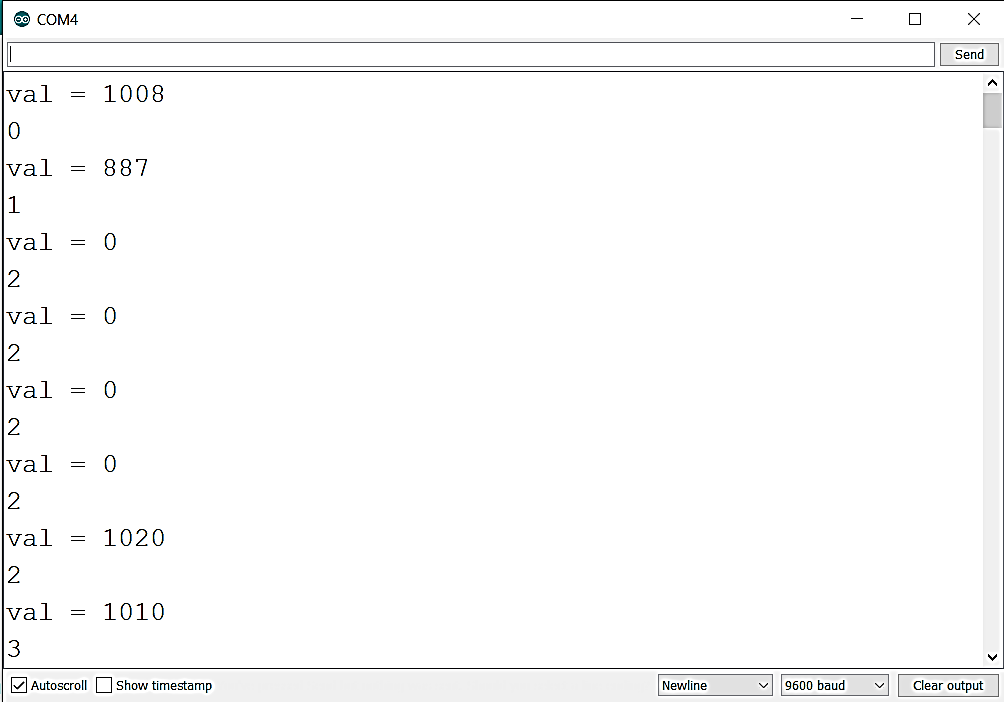 COM4
Send
val = 1008
0
val = 887
1
val = 0
2
val = 0
2
val = 0
2
val = 0
2
val = 1020
2
val = 1010
3
Autoscroll Show timestamp Newline 9600 baud Clear output